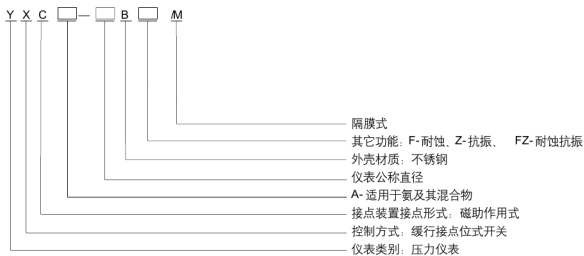 Y X C □—□ B □ /M
隔膜式
其它功能：F-耐蚀、Z-抗振、 FZ-耐蚀抗振
外壳材质：不锈钢
仪表公称直径
A-适用于氨及其混合物
接点装置接点形式：磁助作用式
控制方式：缓行接点位式开关
仪表类别：压力仪表